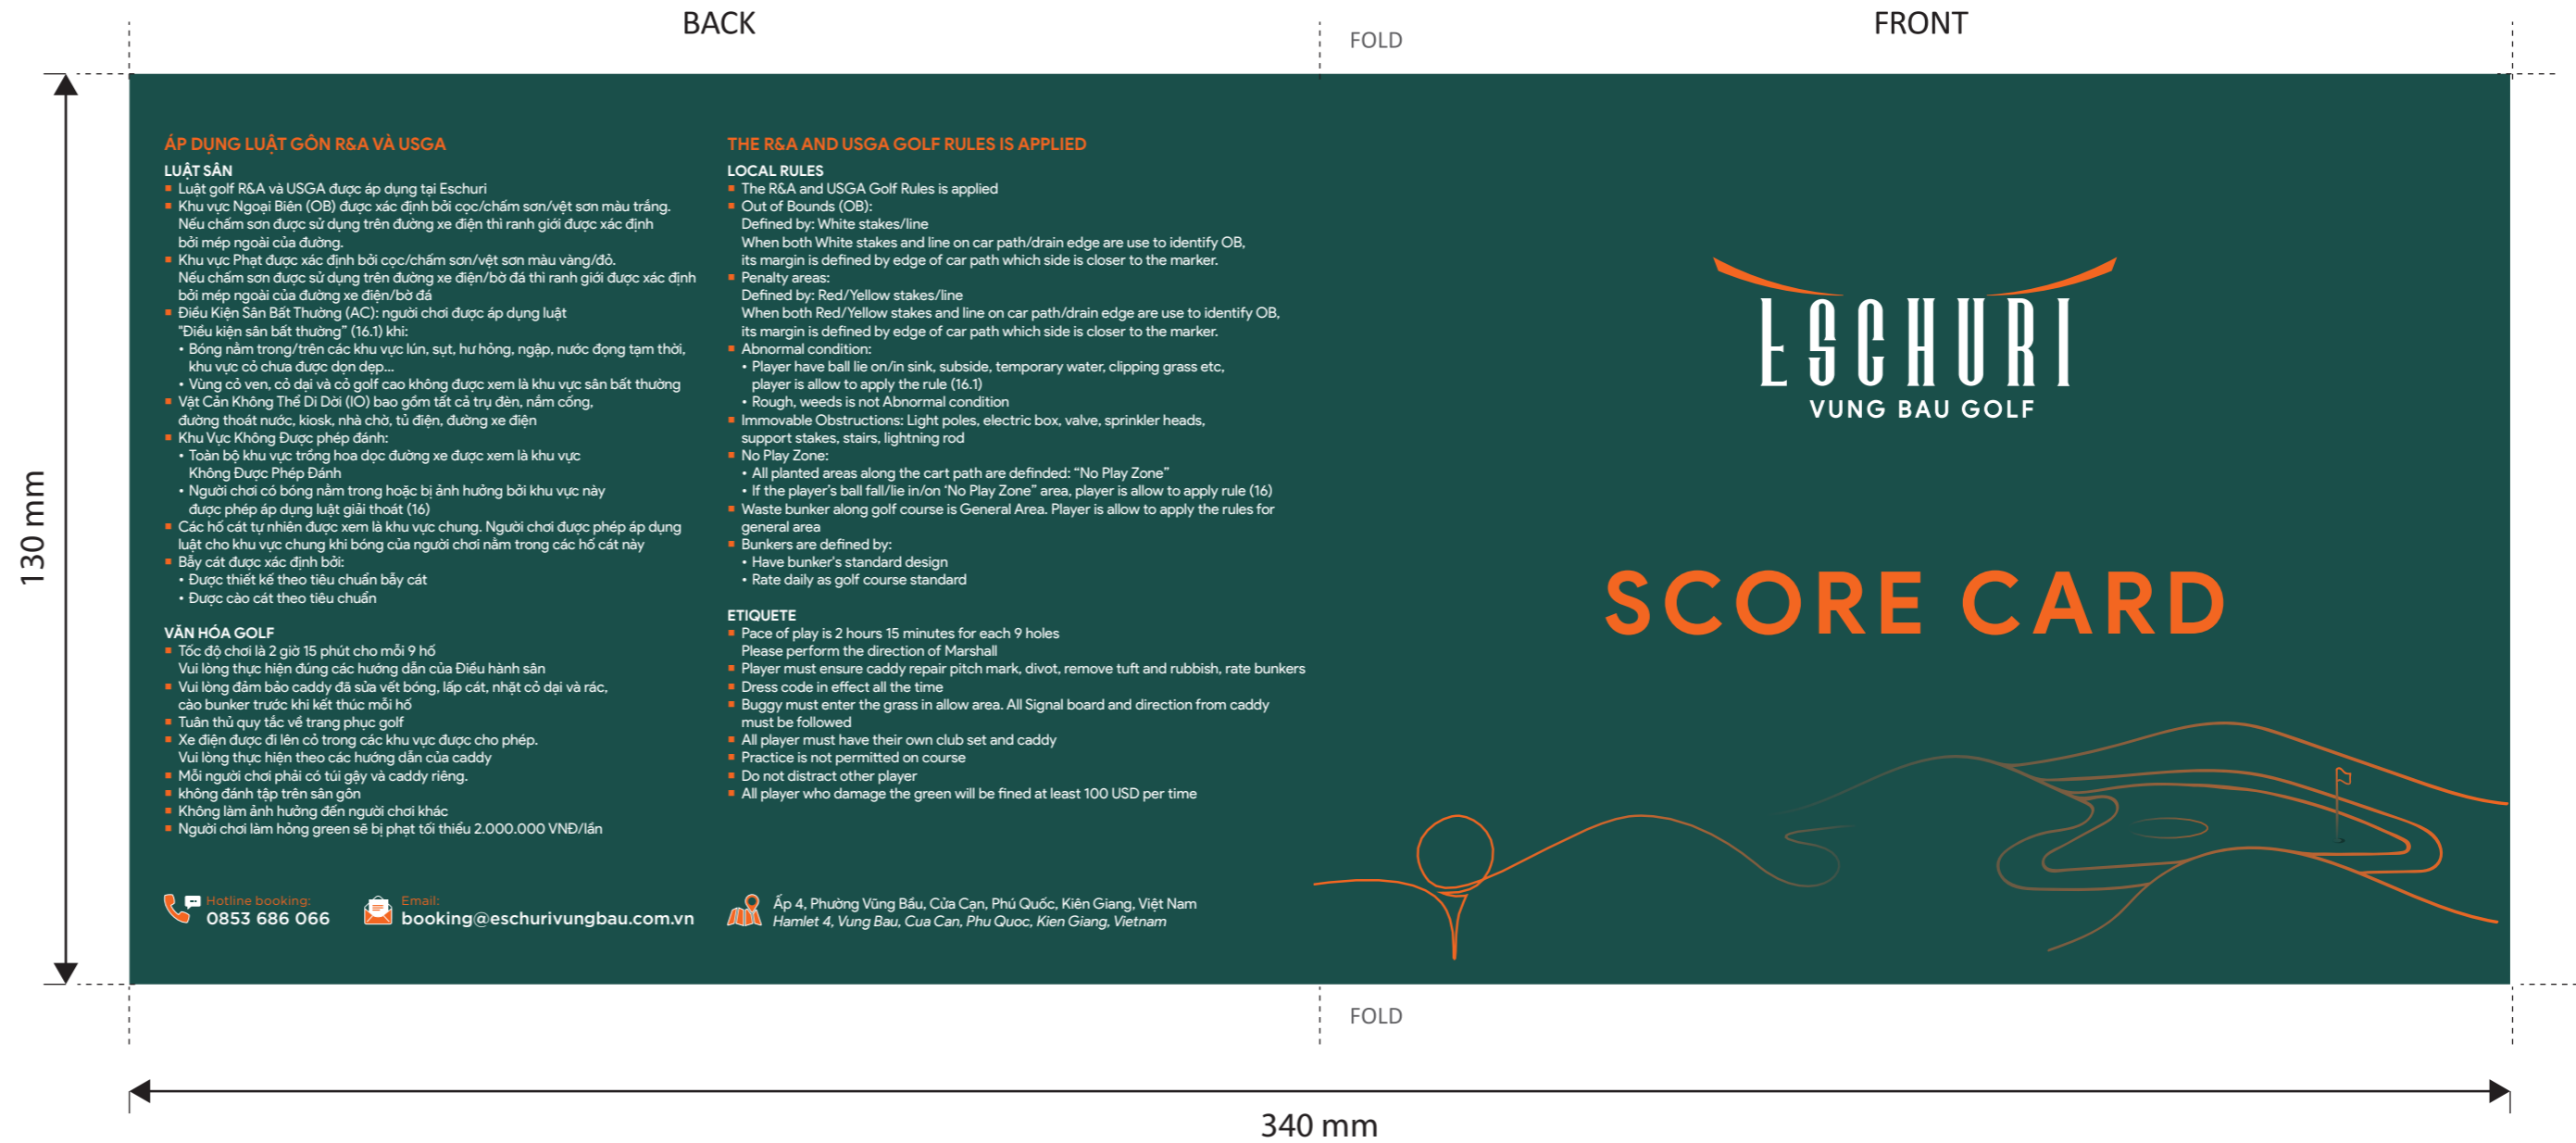 BACK
FOLD
FRONT
130 mm
ÁP DỤNG LUẬT GÔN R&A VÀ USGA
LUẬT SÂN
Luật golf R&A và USGA được áp dụng tại Eschuri
Khu vực Ngoại Biên (OB) được xác định bởi cọc/chấm sơn/vệt sơn màu trắng.
Nếu chấm sơn được sử dụng trên đường xe điện thì ranh giới được xác định
bởi mép ngoài của đường.
Khu vực Phạt được xác định bởi cọc/chấm sơn/vệt sơn màu vàng/đỏ.
Nếu chấm sơn được sử dụng trên đường xe điện/bờ đá thì ranh giới được xác định
bởi mép ngoài của đường xe điện/bờ đá
Điều Kiện Sân Bất Thường (AC): người chơi được áp dụng luật
"Điều kiện sân bất thường” (16.1) khi:
• Bóng nằm trong/trên các khu vực lún, sụt, hư hỏng, ngập, nước đọng tạm thời,
khu vực cỏ chưa được dọn dẹp...
• Vùng cỏ ven, cỏ dại và cỏ golf cao không được xem là khu vực sân bất thường
Vật Cản Không Thể Di Dời (IO) bao gồm tất cả trụ đèn, nắm cống,
đường thoát nước, kiosk, nhà chờ, tủ điện, đường xe điện
Khu Vực Không Được phép đánh:
• Toàn bộ khu vực trồng hoa dọc đường xe được xem là khu vực
Không Được Phép Đánh
• Người chơi có bóng nằm trong hoặc bị ảnh hưởng bởi khu vực này
được phép áp dụng luật giải thoát (16)
Các hố cát tự nhiên được xem là khu vực chung. Người chơi được phép áp dụng
luật cho khu vực chung khi bóng của người chơi nằm trong các hố cát này
Bẫy cát được xác định bởi:
• Được thiết kế theo tiêu chuẩn bẫy cát
• Được cào cát theo tiêu chuẩn
VĂN HÓA GOLF
Tốc độ chơi là 2 giờ 15 phút cho mỗi 9 hố
Vui lòng thực hiện đúng các hướng dẫn của Điều hành sân
Vui lòng đảm bảo caddy đã sửa vết bóng, lấp cát, nhặt cỏ dại và rác,
cào bunker trước khi kết thúc mỗi hố
Tuân thủ quy tắc về trang phục golf
Xe điện được đi lên cỏ trong các khu vực được cho phép.
Vui lòng thực hiện theo các hướng dẫn của caddy
Mỗi người chơi phải có túi gậy và caddy riêng.
không đánh tập trên sân gôn
Không làm ảnh hưởng đến người chơi khác
Người chơi làm hỏng green sẽ bị phạt tối thiểu 2.000.000 VNĐ/lần
THE R&A AND USGA GOLF RULES IS APPLIED
LOCAL RULES
The R&A and USGA Golf Rules is applied
Out of Bounds (OB):
Defined by: White stakes/line
When both White stakes and line on car path/drain edge are use to identify OB,
its margin is defined by edge of car path which side is closer to the marker.
Penalty areas:
Defined by: Red/Yellow stakes/line
When both Red/Yellow stakes and line on car path/drain edge are use to identify OB,
its margin is defined by edge of car path which side is closer to the marker.
Abnormal condition:
• Player have ball lie on/in sink, subside, temporary water, clipping grass etc,
player is allow to apply the rule (16.1)
• Rough, weeds is not Abnormal condition
Immovable Obstructions: Light poles, electric box, valve, sprinkler heads,
support stakes, stairs, lightning rod
No Play Zone:
• All planted areas along the cart path are definded: “No Play Zone”
• If the player’s ball fall/lie in/on ‘No Play Zone” area, player is allow to apply rule (16)
Waste bunker along golf course is General Area. Player is allow to apply the rules for
general area
Bunkers are defined by:
• Have bunker's standard design
• Rate daily as golf course standard
ETIQUETE
Pace of play is 2 hours 15 minutes for each 9 holes
Please perform the direction of Marshall
Player must ensure caddy repair pitch mark, divot, remove tuft and rubbish, rate bunkers
Dress code in effect all the time
Buggy must enter the grass in allow area. All Signal board and direction from caddy
must be followed
All player must have their own club set and caddy
Practice is not permitted on course
Do not distract other player
All player who damage the green will be fined at least 100 USD per time
Hotline booking:
0853 686 066
Email:
booking@eschurivungbau.com.vn
Ấp 4, Phường Vũng Bầu, Cửa Cạn, Phú Quốc, Kiên Giang, Việt Nam
Hamlet 4, Vung Bau, Cua Can, Phu Quoc, Kien Giang, Vietnam
ESCHURI
VUNG BAU GOLF
SCORE CARD
FOLD
340 mm